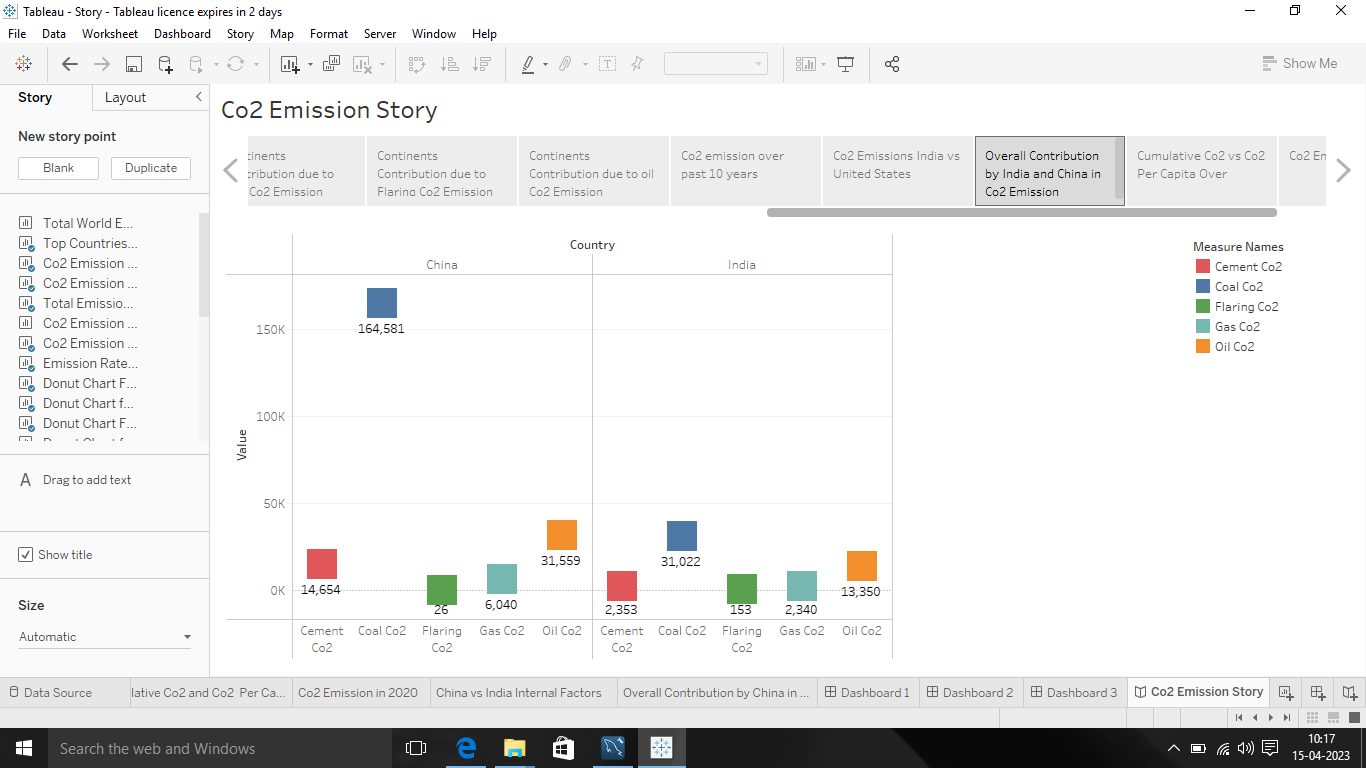 Tableau - Story - Tableau licence expires in 2 days
File Data Worksheet Dashboard Story Map Format Server Window Help
Show Me
Story Layout
New story point
Blank Duplicate
Total World E...
Top Countries...
Co2 Emission ...
Co2 Emission ...
Total Emissio...
Co2 Emission ...
Co2 Emission ...
Emission Rate...
Donut Chart F...
Donut Chart f...
Donut Chart F...
A Drag to add text
Show title
Size
Automatic
Co2 Emission Story
tinents
ribution due to
Co2 Emission
Continents
Contribution due to
Flaring Co2 Emission
Continents
Contribution due to oil
Co2 Emission
Co2 emission over
past 10 years
Co2 Emissions India vs
United States
Overall Contribution
by India and China in
Co2 Emission
Cumulative Co2 vs Co2
Per Capita Over
Co2 En
Country
China India
Value
150K
100K
50K
0K
164,581
14,654
26
6,040
31,559
2,353
31,022
153
2,340
13,350
Cement
Co2
Coal Co2
Flaring
Co2
Gas Co2
Oil Co2
Cement
Co2
Coal Co2
Flaring
Co2
Gas Co2
Oil Co2
Measure Names
Cement Co2
Coal Co2
Flaring Co2
Gas Co2
Oil Co2
Data Source lative Co2 and Co2 Per Ca... Co2 Emission in 2020 China vs India Internal Factors Overall Contribution by China in ... Dashboard 1 Dashboard 2 Dashboard 3 Co2 Emission Story
Search the web and Windows
10:17
15-04-2023